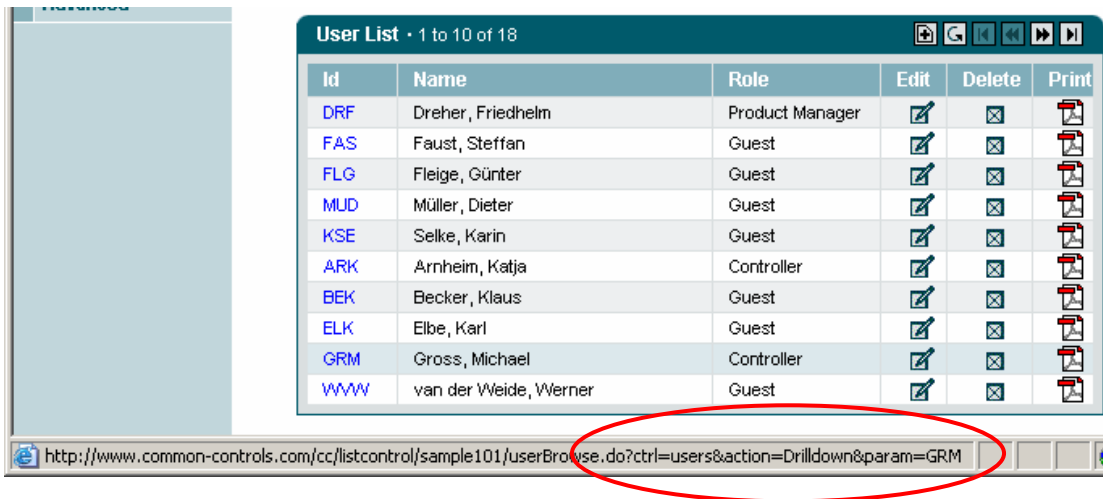 Advanced
User List · 1 to 10 of 18
Id Name Role Edit Delete Print
DRF Dreher, Friedhelm Product Manager
FAS Faust, Steffan Guest
FLG Fleige, Günter Guest
MUD Müller, Dieter Guest
KSE Selke, Karin Guest
ARK Arnheim, Katja Controller
BEK Becker, Klaus Guest
ELK Elbe, Karl Guest
GRM Gross, Michael Controller
WVW van der Weide, Werner Guest
http://www.common-controls.com/cc/listcontrol/sample101/userBrowse.do?ctrl=users&action=Drilldown&param=GRM